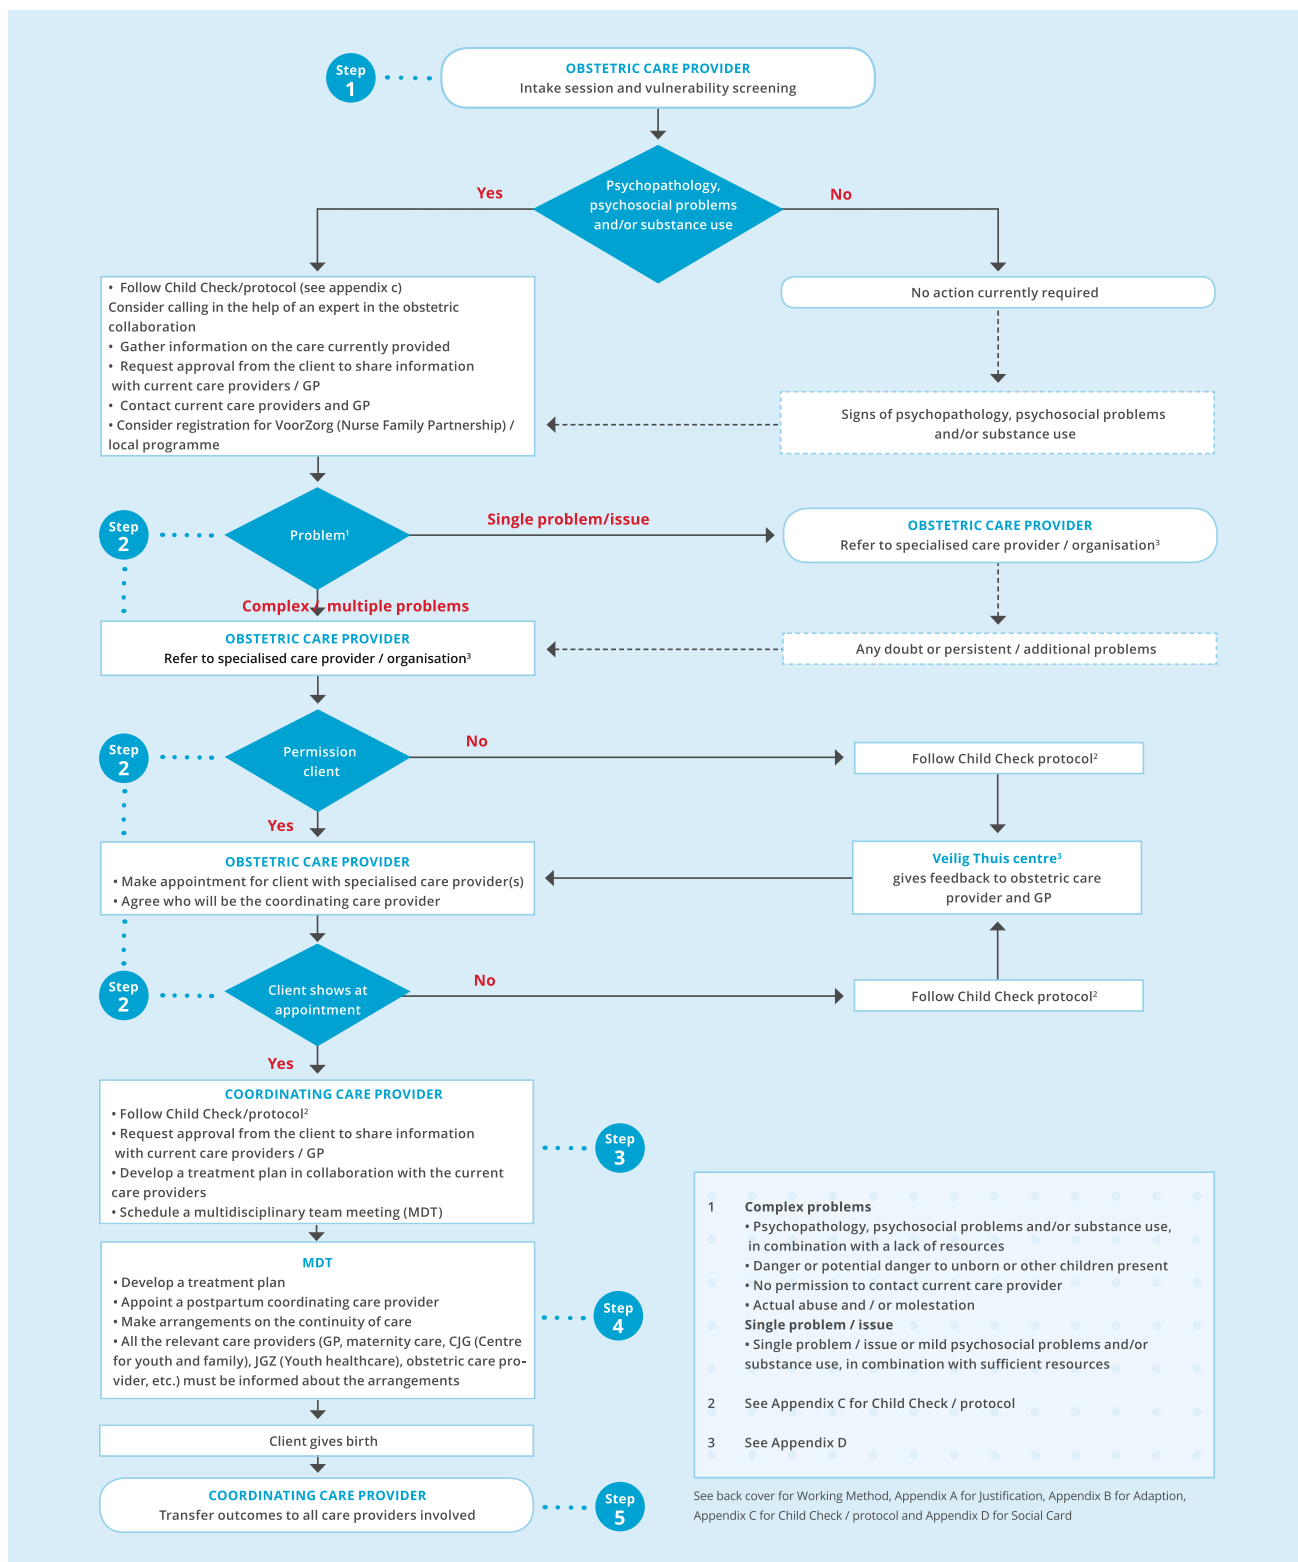 Step
1
OBSTETRIC CARE PROVIDER
Intake session and vulnerability screening
Psychopathology,
psychosocial problems
and/or substance use
Yes
No
• Follow Child Check/protocol (see appendix c)
Consider calling in the help of an expert in the obstetric
collaboration
• Gather information on the care currently provided
• Request approval from the client to share information
with current care providers / GP
• Contact current care providers and GP
• Consider registration for VoorZorg (Nurse Family Partnership) /
local programme
No action currently required
Signs of psychopathology, psychosocial problems
and/or substance use
Step
2
Problem¹
Single problem/issue
OBSTETRIC CARE PROVIDER
Refer to specialised care provider / organisation³
Complex / multiple problems
OBSTETRIC CARE PROVIDER
Refer to specialised care provider / organisation³
Any doubt or persistent / additional problems
Step
2
Permission
client
No
Follow Child Check protocol²
Yes
OBSTETRIC CARE PROVIDER
• Make appointment for client with specialised care provider(s)
• Agree who will be the coordinating care provider
Veilig Thuis centre³
gives feedback to obstetric care
provider and GP
Step
2
Client shows at
appointment
No
Follow Child Check protocol²
Yes
COORDINATING CARE PROVIDER
• Follow Child Check/protocol²
• Request approval from the client to share information
with current care providers / GP
• Develop a treatment plan in collaboration with the current
care providers
• Schedule a multidisciplinary team meeting (MDT)
Step
3
MDT
• Develop a treatment plan
• Appoint a postpartum coordinating care provider
• Make arrangements on the continuity of care
• All the relevant care providers (GP, maternity care, CJG (Centre
for youth and family), JGZ (Youth healthcare), obstetric care pro-
vider, etc.) must be informed about the arrangements
Step
4
Client gives birth
COORDINATING CARE PROVIDER
Transfer outcomes to all care providers involved
Step
5
1 Complex problems
• Psychopathology, psychosocial problems and/or substance use,
in combination with a lack of resources
• Danger or potential danger to unborn or other children present
• No permission to contact current care provider
• Actual abuse and / or molestation
Single problem / issue
• Single problem / issue or mild psychosocial problems and/or
substance use, in combination with sufficient resources
2 See Appendix C for Child Check / protocol
3 See Appendix D
See back cover for Working Method, Appendix A for Justification, Appendix B for Adaption,
Appendix C for Child Check / protocol and Appendix D for Social Card